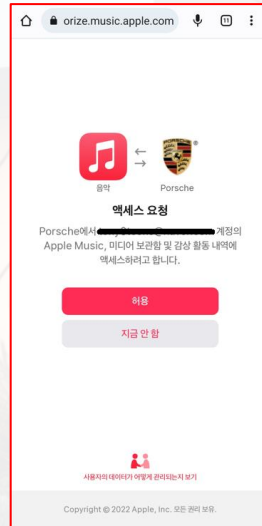 orize.music.apple.com
11
음악
Porsche
액세스 요청
Porsche에서 계정의
Apple Music, 미디어 보관함 및 감상 활동 내역에
액세스하려고 합니다.
허용
지금 안 함
사용자의 데이터가 어떻게 관리되는지 보기
Copyright © 2022 Apple, Inc. 모든 권리 보유.